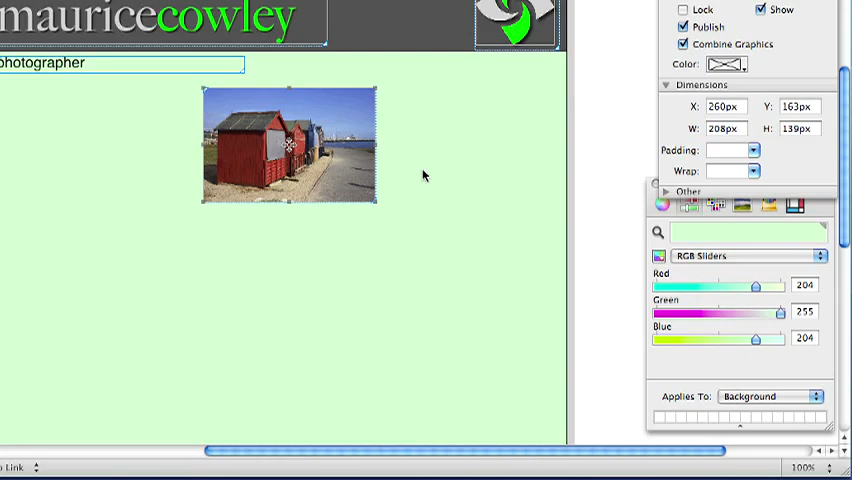 mauricecowley
photographer
Lock
Show
Publish
Combine Graphics
Color:
Dimensions
X: 260px Y: 163px
W: 208px H: 139px
Padding:
Wrap:
Other
RGB Sliders
Red
204
Green
255
Blue
204
Applies To: Background
Link
100%